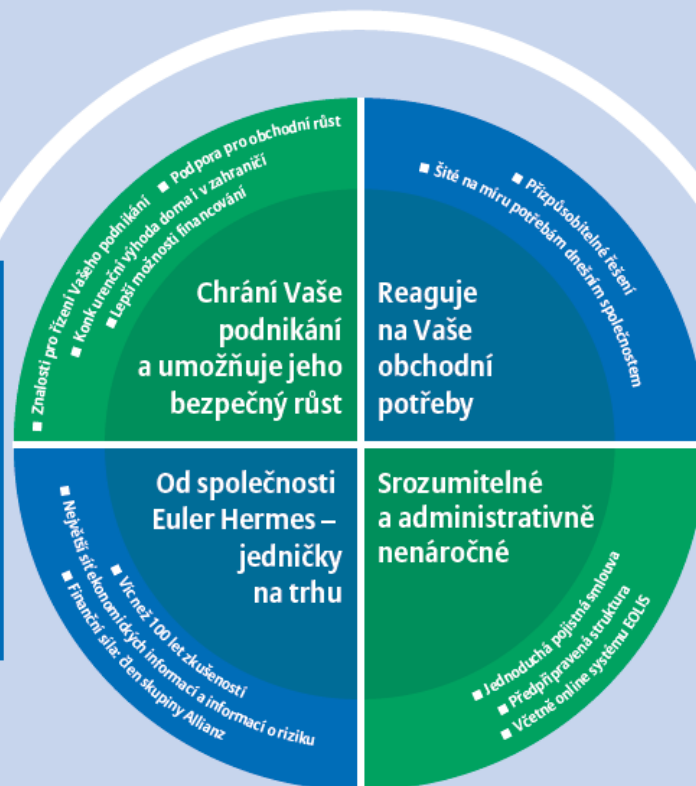 ■ Znalosti pro řízení Vašeho podnikání ■ Podpora pro obchodní růst
■ Konkurenční výhoda doma i v zahraničí
■ Lepší možnosti financování
Chrání Vaše
podnikání
a umožňuje jeho
bezpečný růst
■ Přizpůsobitelné řešení
■ Šité na míru potřebám dnešním společnostem
Reaguje
na Vaše
obchodní
potřeby
Od společnosti
Euler Hermes –
jedničky
na trhu
■ Víc než 100 let zkušeností
■ Největší síť ekonomických informací a informací o riziku
■ Finanční síla: člen skupiny Allianz
Srozumitelné
a administrativně
nenáročné
■ Jednoduchá pojistná smlouva
■ Předpřipravená struktura
■ Včetně online systému EOLIS